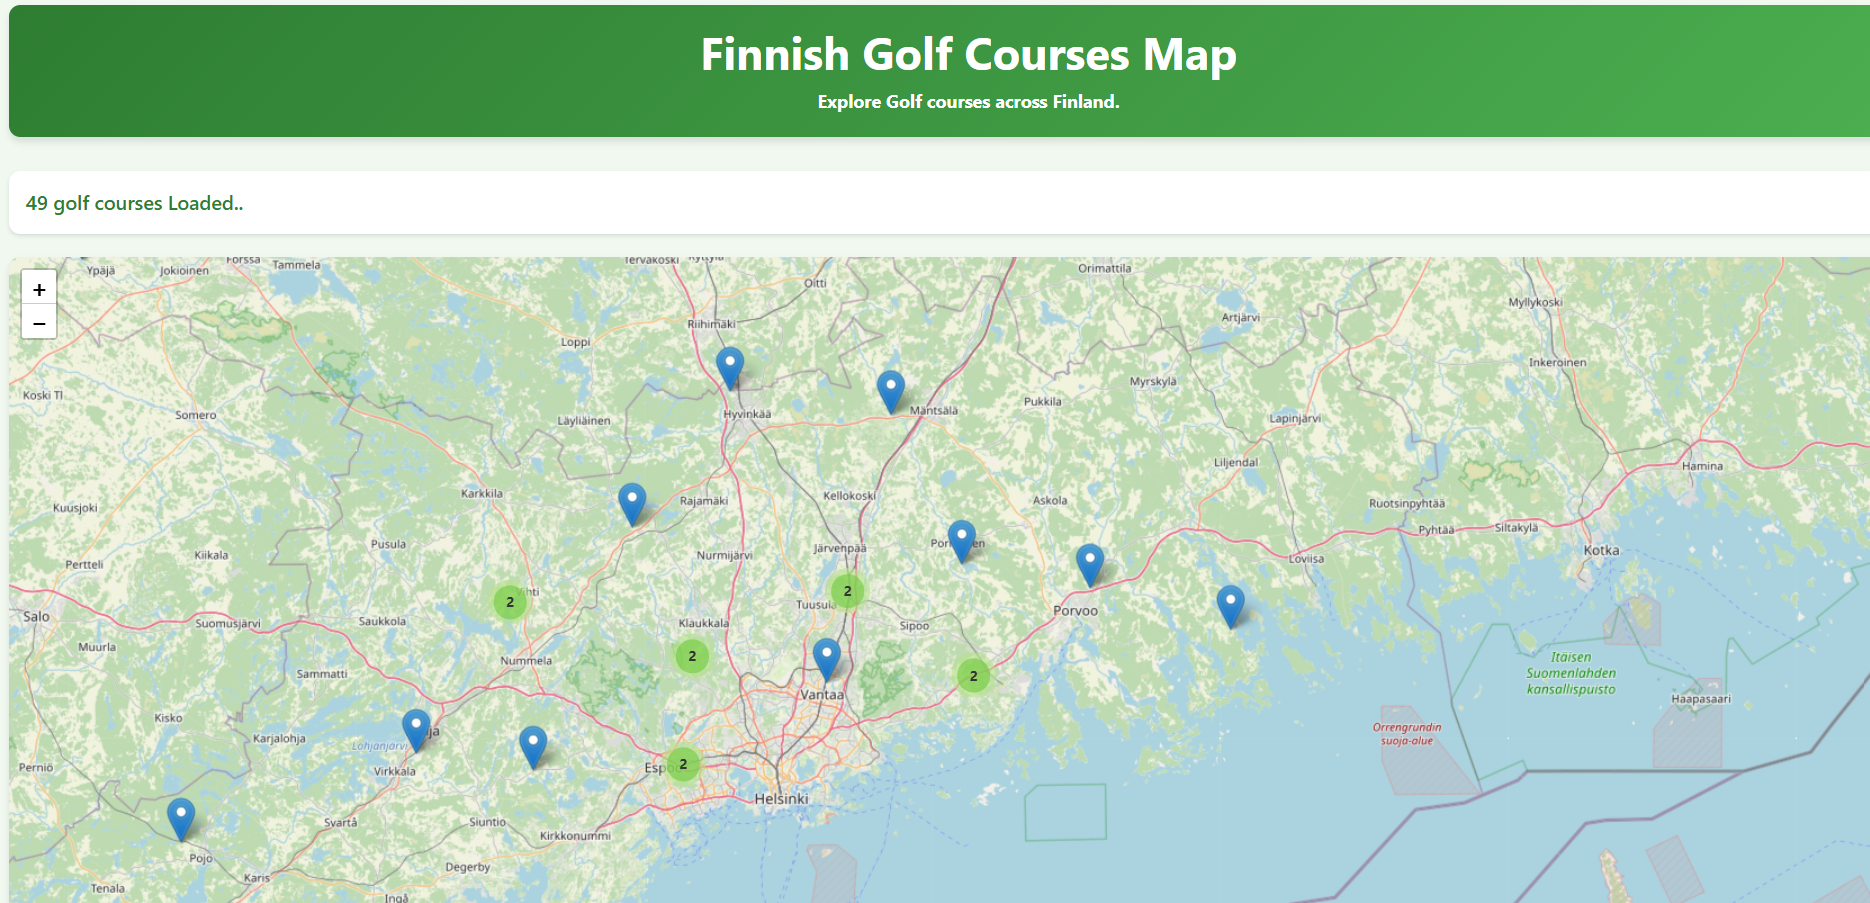 Finnish Golf Courses Map
Explore Golf courses across Finland.
49 golf courses Loaded..
+
−
Ypäjä
Jokioinen
Forssa
Tammela
Tervakoski
Oitti
Orimattila
Myllykoski
Riihimäki
Artjärvi
Loppi
Inkeroinen
Koski Tl
Myrskylä
Somero
Läyliäinen
Hyvinkää
Mäntsälä
Pukkila
Lapinjärvi
Liljendal
Hamina
Karkkila
Rajamäki
Kellokoski
Askola
Ruotsinpyhtää
Kuusjoki
Pyhtää
Siltakylä
Pusula
Kiikala
Nurmijärvi
Järvenpää
Loviisa
Kotka
Pertteli
2
2
Salo
Suomusjärvi
Saukkola
Klaukkala
Tuusula
Sipoo
Porvoo
Muurla
Nummela
2
2
Sammatti
Vantaa
Itäisen
Suomenlahden
kansallispuisto
Haapasaari
Kisko
Karjalohja
Lohjanjärvi
Orrengrundin
suoja-alue
Perniö
Virkkala
2
Helsinki
Svartå
Siuntio
Kirkkonummi
Pojo
Degerby
Karis
Tenala
Ingå